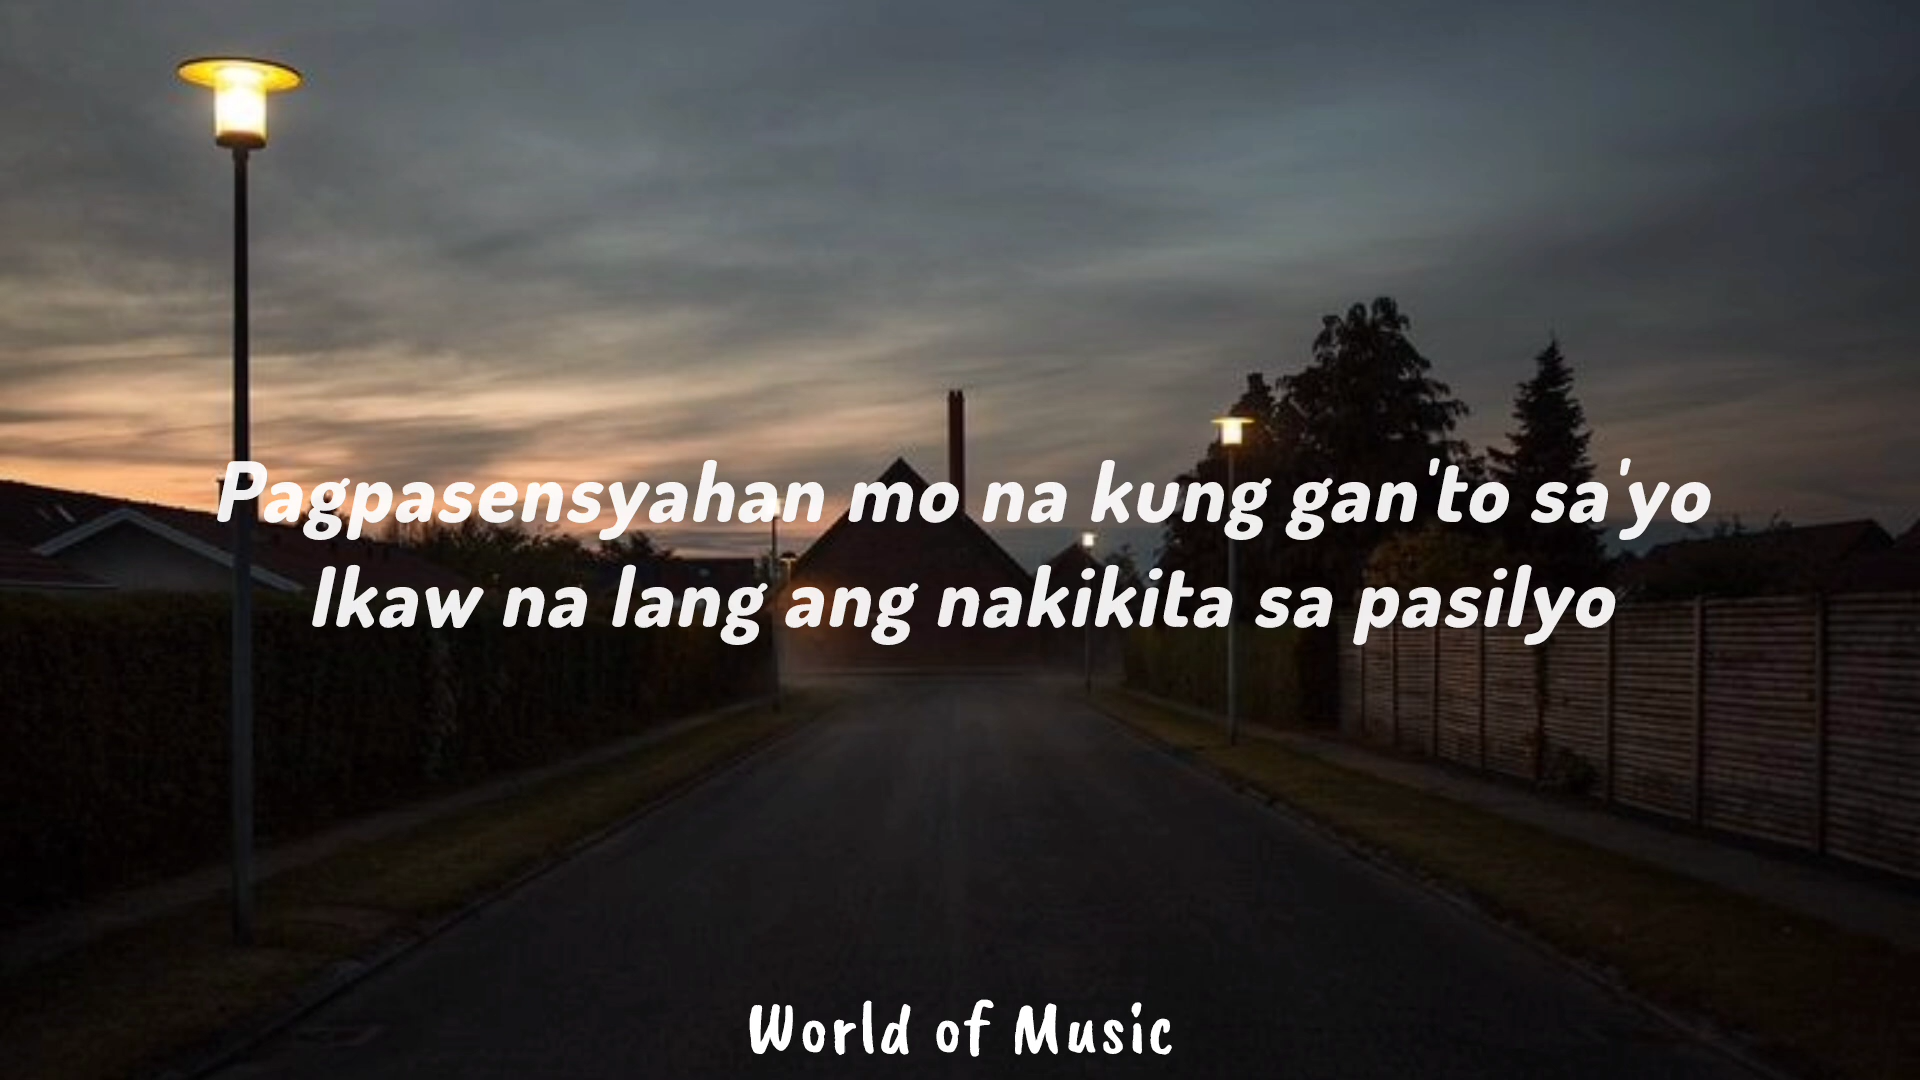 Pagpasensyahan mo na kung gan'to sa'yo
Ikaw na lang ang nakikita sa pasilyo
World of Music